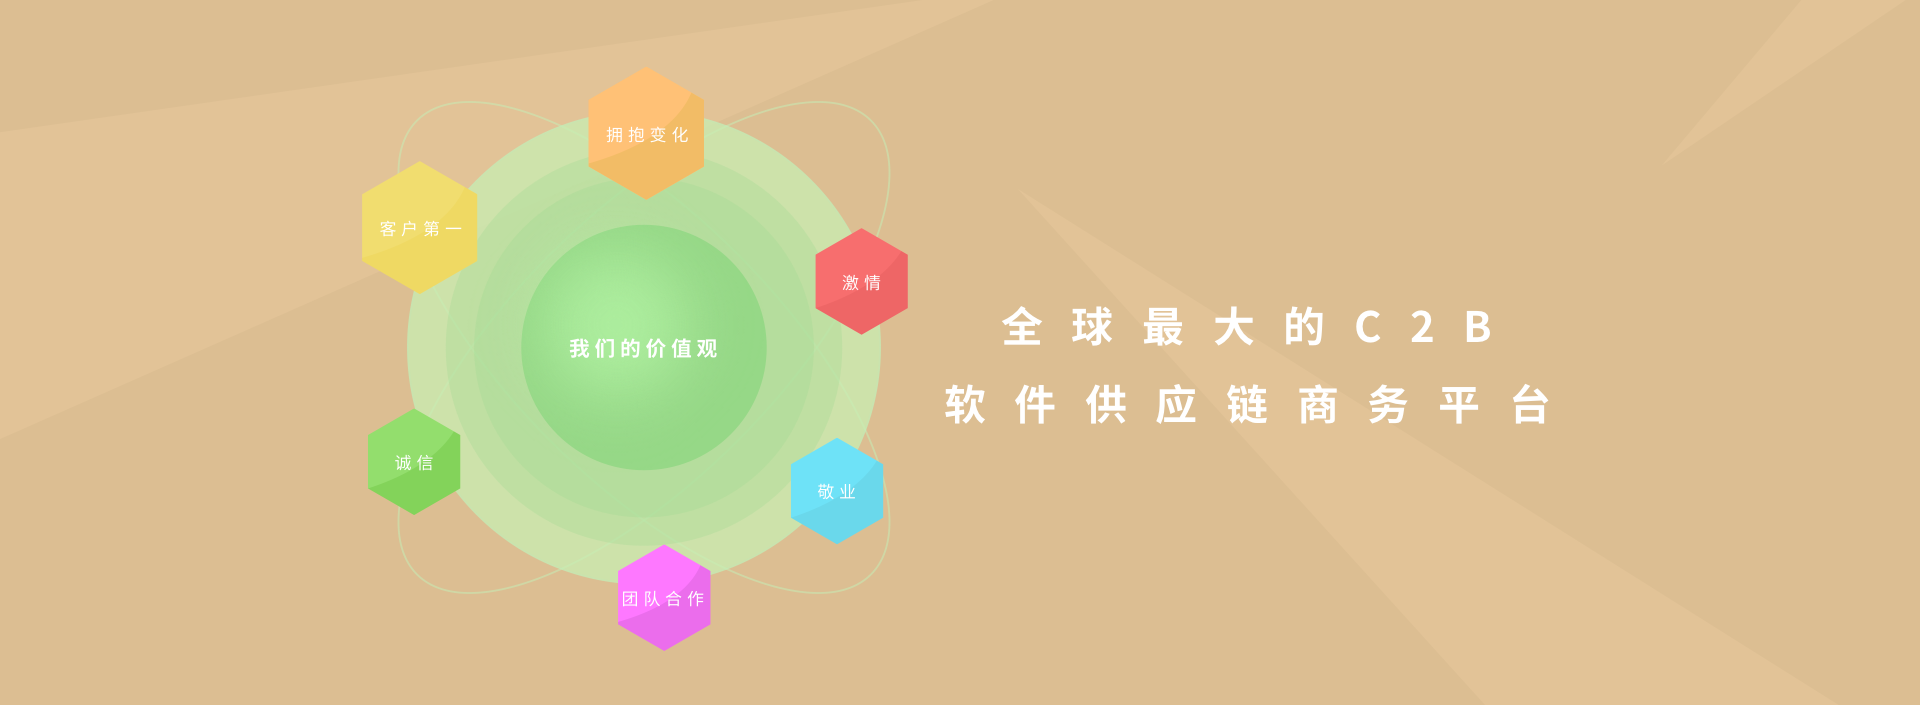 拥抱变化
客户第一
激情
我们的价值观
全球最大的C2B
软件供应链商务平台
诚信
敬业
团队合作